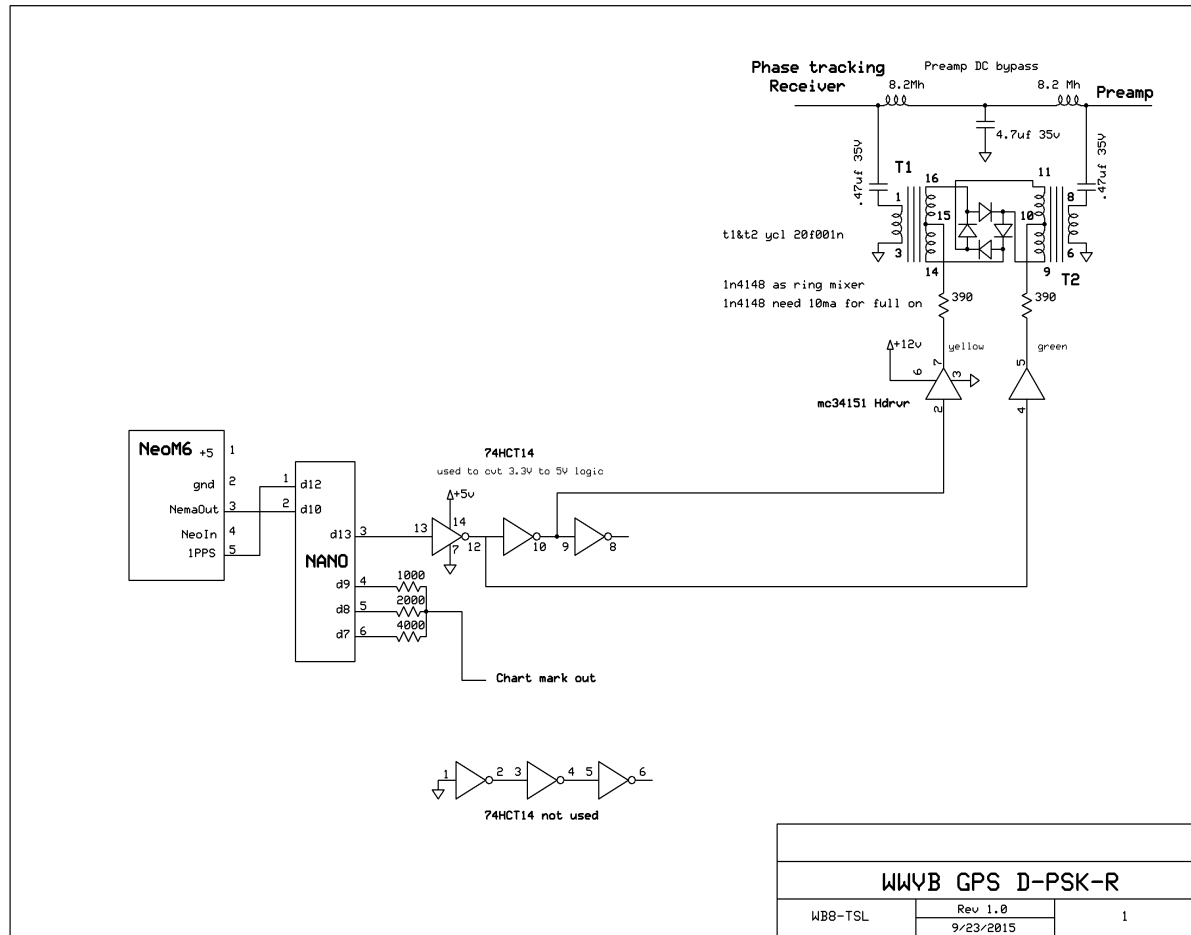 Phase tracking
Receiver
Preamp DC bypass
8.2Mh
8.2 Mh
Preamp
4.7uf 35v
.47uf 35V
.47uf 35V
T1
16
11
1
8
15
10
t1&t2 ycl 20f001n
3
6
14
9
T2
1n4148 as ring mixer
1n4148 need 10ma for full on
390
390
+12v
yellow
green
7
5
6
3
mc34151 Hdrvr
2
4
NeoM6
+5
1
gnd
2
NemaOut
3
NeoIn
4
1PPS
5
1
d12
2
d10
d13
3
NANO
d9
4
d8
5
d7
6
1000
2000
4000
Chart mark out
74HCT14
used to cvt 3.3V to 5V logic
+5v
13
14
7
12
10
9
8
1
2
3
4
5
6
74HCT14 not used
WWVB GPS D-PSK-R
WB8-TSL
Rev 1.0
9/23/2015
1